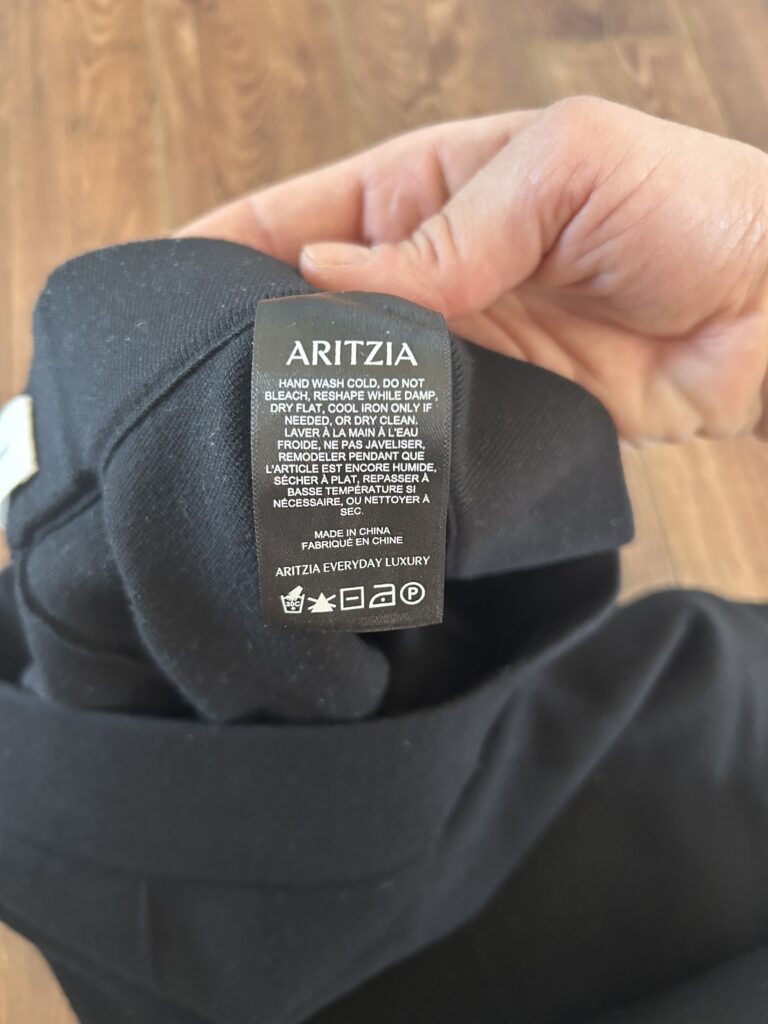 ARITZIA
HAND WASH COLD, DO NOT
BLEACH, RESHAPE WHILE DAMP,
DRY FLAT, COOL IRON ONLY IF
NEEDED, OR DRY CLEAN.
LAVER À LA MAIN À L'EAU
FROIDE, NE PAS JAVELISER,
REMODELER PENDANT QUE
L'ARTICLE EST ENCORE HUMIDE,
SÉCHER À PLAT, REPASSER À
BASSE TEMPÉRATURE SI
NÉCESSAIRE, OU NETTOYER À
SEC.
MADE IN CHINA
FABRIQUÉ EN CHINE
ARITZIA EVERYDAY LUXURY
30C P